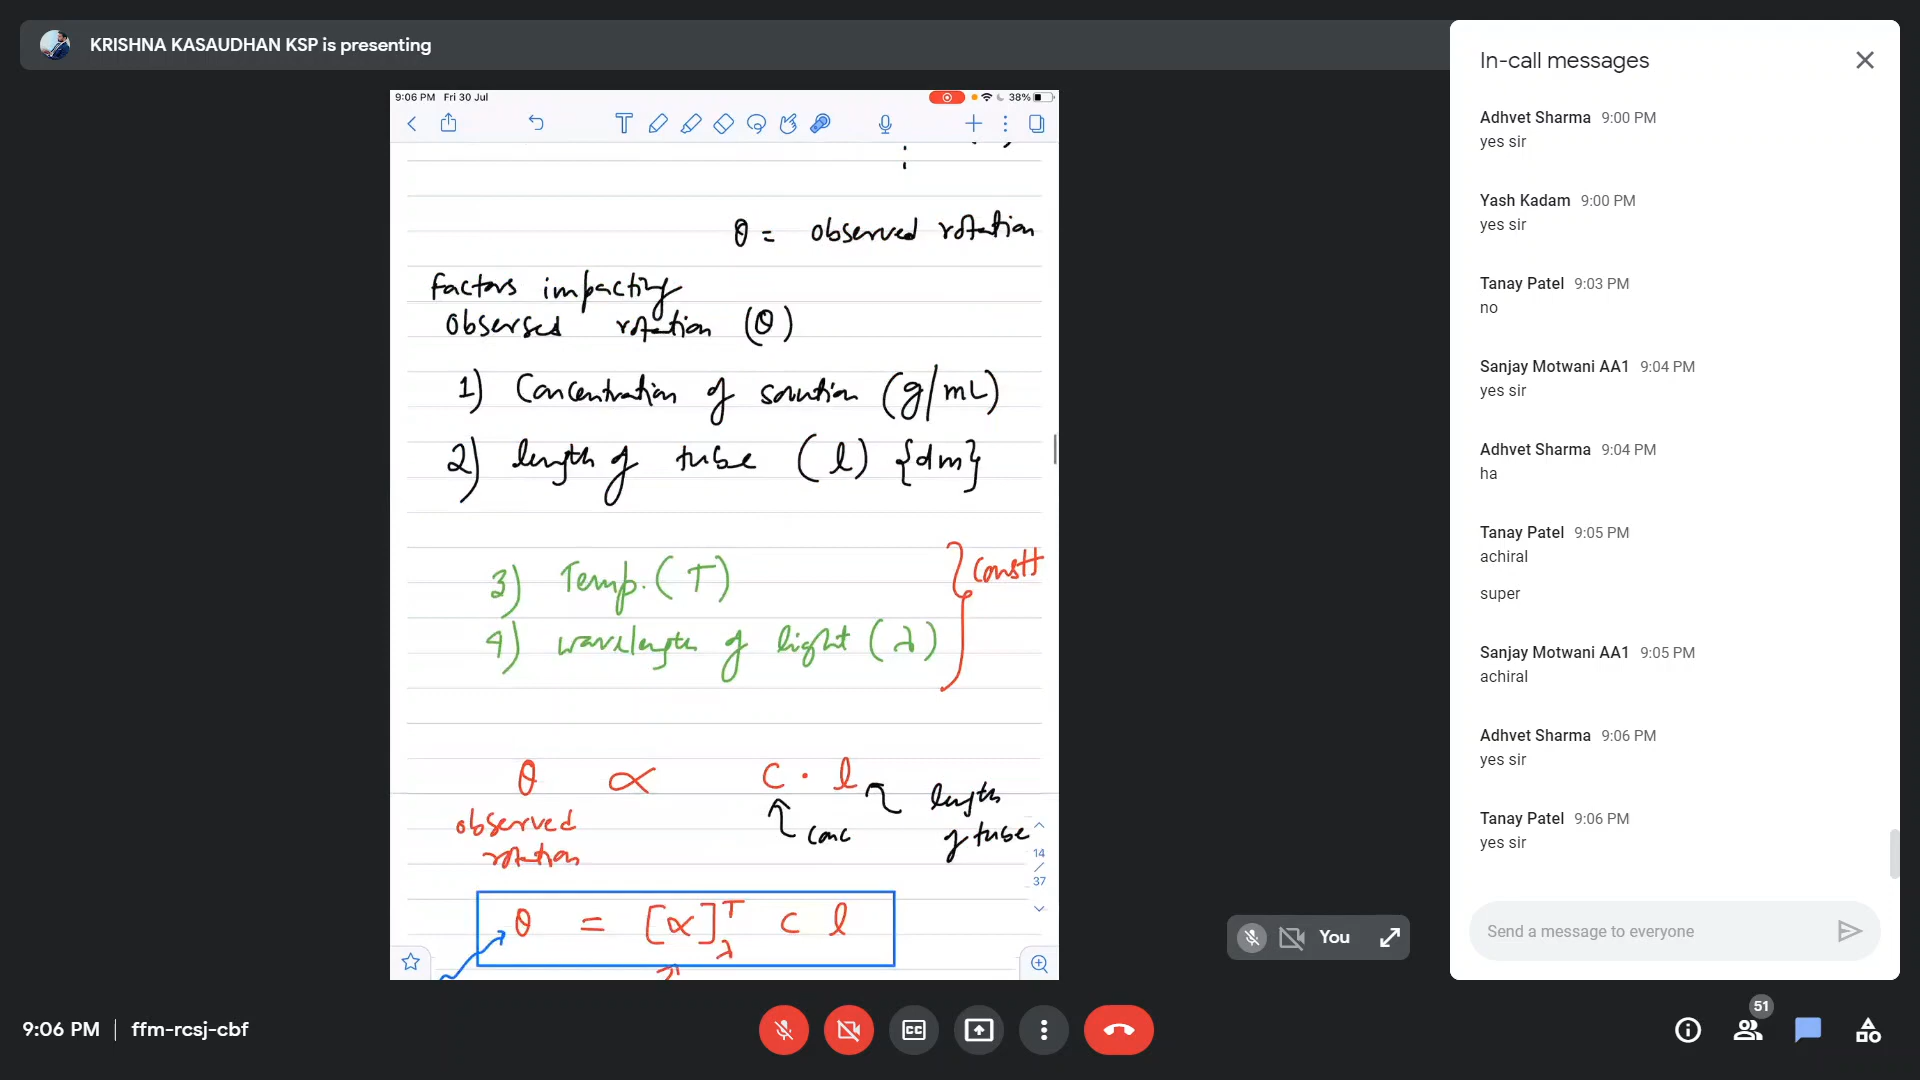 KRISHNA KASAUDHAN KSP is presenting
9:06 PM Fri 30 Jul
38%
θ = observed rotation
factors impacting
observed rotation (θ)
1) Concentration of solution (g/mL)
2) length of tube (l) {dm}
3) Temp. (T)
constt
4) wavelength of light (λ)
θ ∝ c · l
length
of tube
conc
observed
rotation
14
/
37
θ = [α]Tλ c l
You
In-call messages
Adhvet Sharma 9:00 PM
yes sir
Yash Kadam 9:00 PM
yes sir
Tanay Patel 9:03 PM
no
Sanjay Motwani AA1 9:04 PM
yes sir
Adhvet Sharma 9:04 PM
ha
Tanay Patel 9:05 PM
achiral
super
Sanjay Motwani AA1 9:05 PM
achiral
Adhvet Sharma 9:06 PM
yes sir
Tanay Patel 9:06 PM
yes sir
Send a message to everyone
9:06 PM | ffm-rcsj-cbf
CC
51